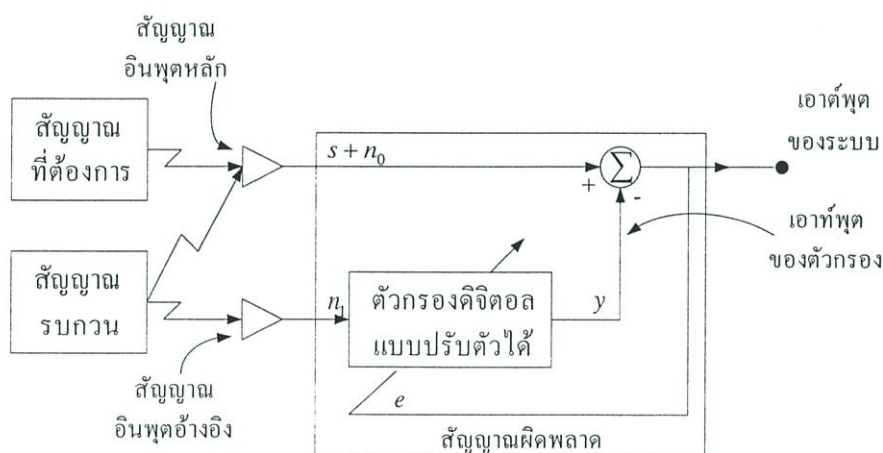 สัญญาณ
อินพุตหลัก
สัญญาณ
ที่ต้องการ
s + n₀
+
Σ
-
เอาต์พุต
ของระบบ
เอาท์พุต
ของตัวกรอง
สัญญาณ
รบกวน
n₁
ตัวกรองดิจิตอล
แบบปรับตัวได้
y
สัญญาณ
อินพุตอ้างอิง
e
สัญญาณผิดพลาด